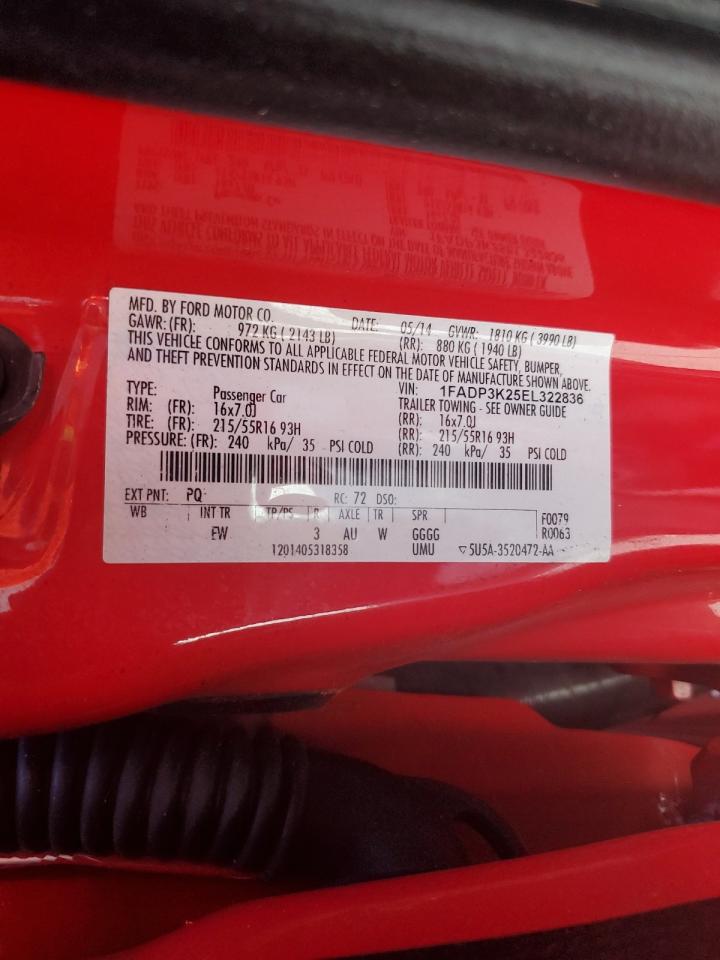 MFD. BY FORD MOTOR CO. DATE: 05/14 GVWR: 1810 KG ( 3990 LB)
GAWR: (FR): 972 KG ( 2143 LB) (RR): 880 KG ( 1940 LB)
THIS VEHICLE CONFORMS TO ALL APPLICABLE FEDERAL MOTOR VEHICLE SAFETY, BUMPER,
AND THEFT PREVENTION STANDARDS IN EFFECT ON THE DATE OF MANUFACTURE SHOWN ABOVE.
VIN: 1FADP3K25EL322836
TYPE: Passenger Car TRAILER TOWING - SEE OWNER GUIDE
RIM: (FR): 16x7.0J (RR): 16x7.0J
TIRE: (FR): 215/55R16 93H (RR): 215/55R16 93H
PRESSURE: (FR): 240 kPa/ 35 PSI COLD (RR): 240 kPa/ 35 PSI COLD
EXT PNT: PQ RC: 72 DSO:
WB INT TR TP/PS R AXLE TR SPR F0079
FW 3 AU W GGGG R0063
1201405318358 UMU ▽5U5A-3520472-AA